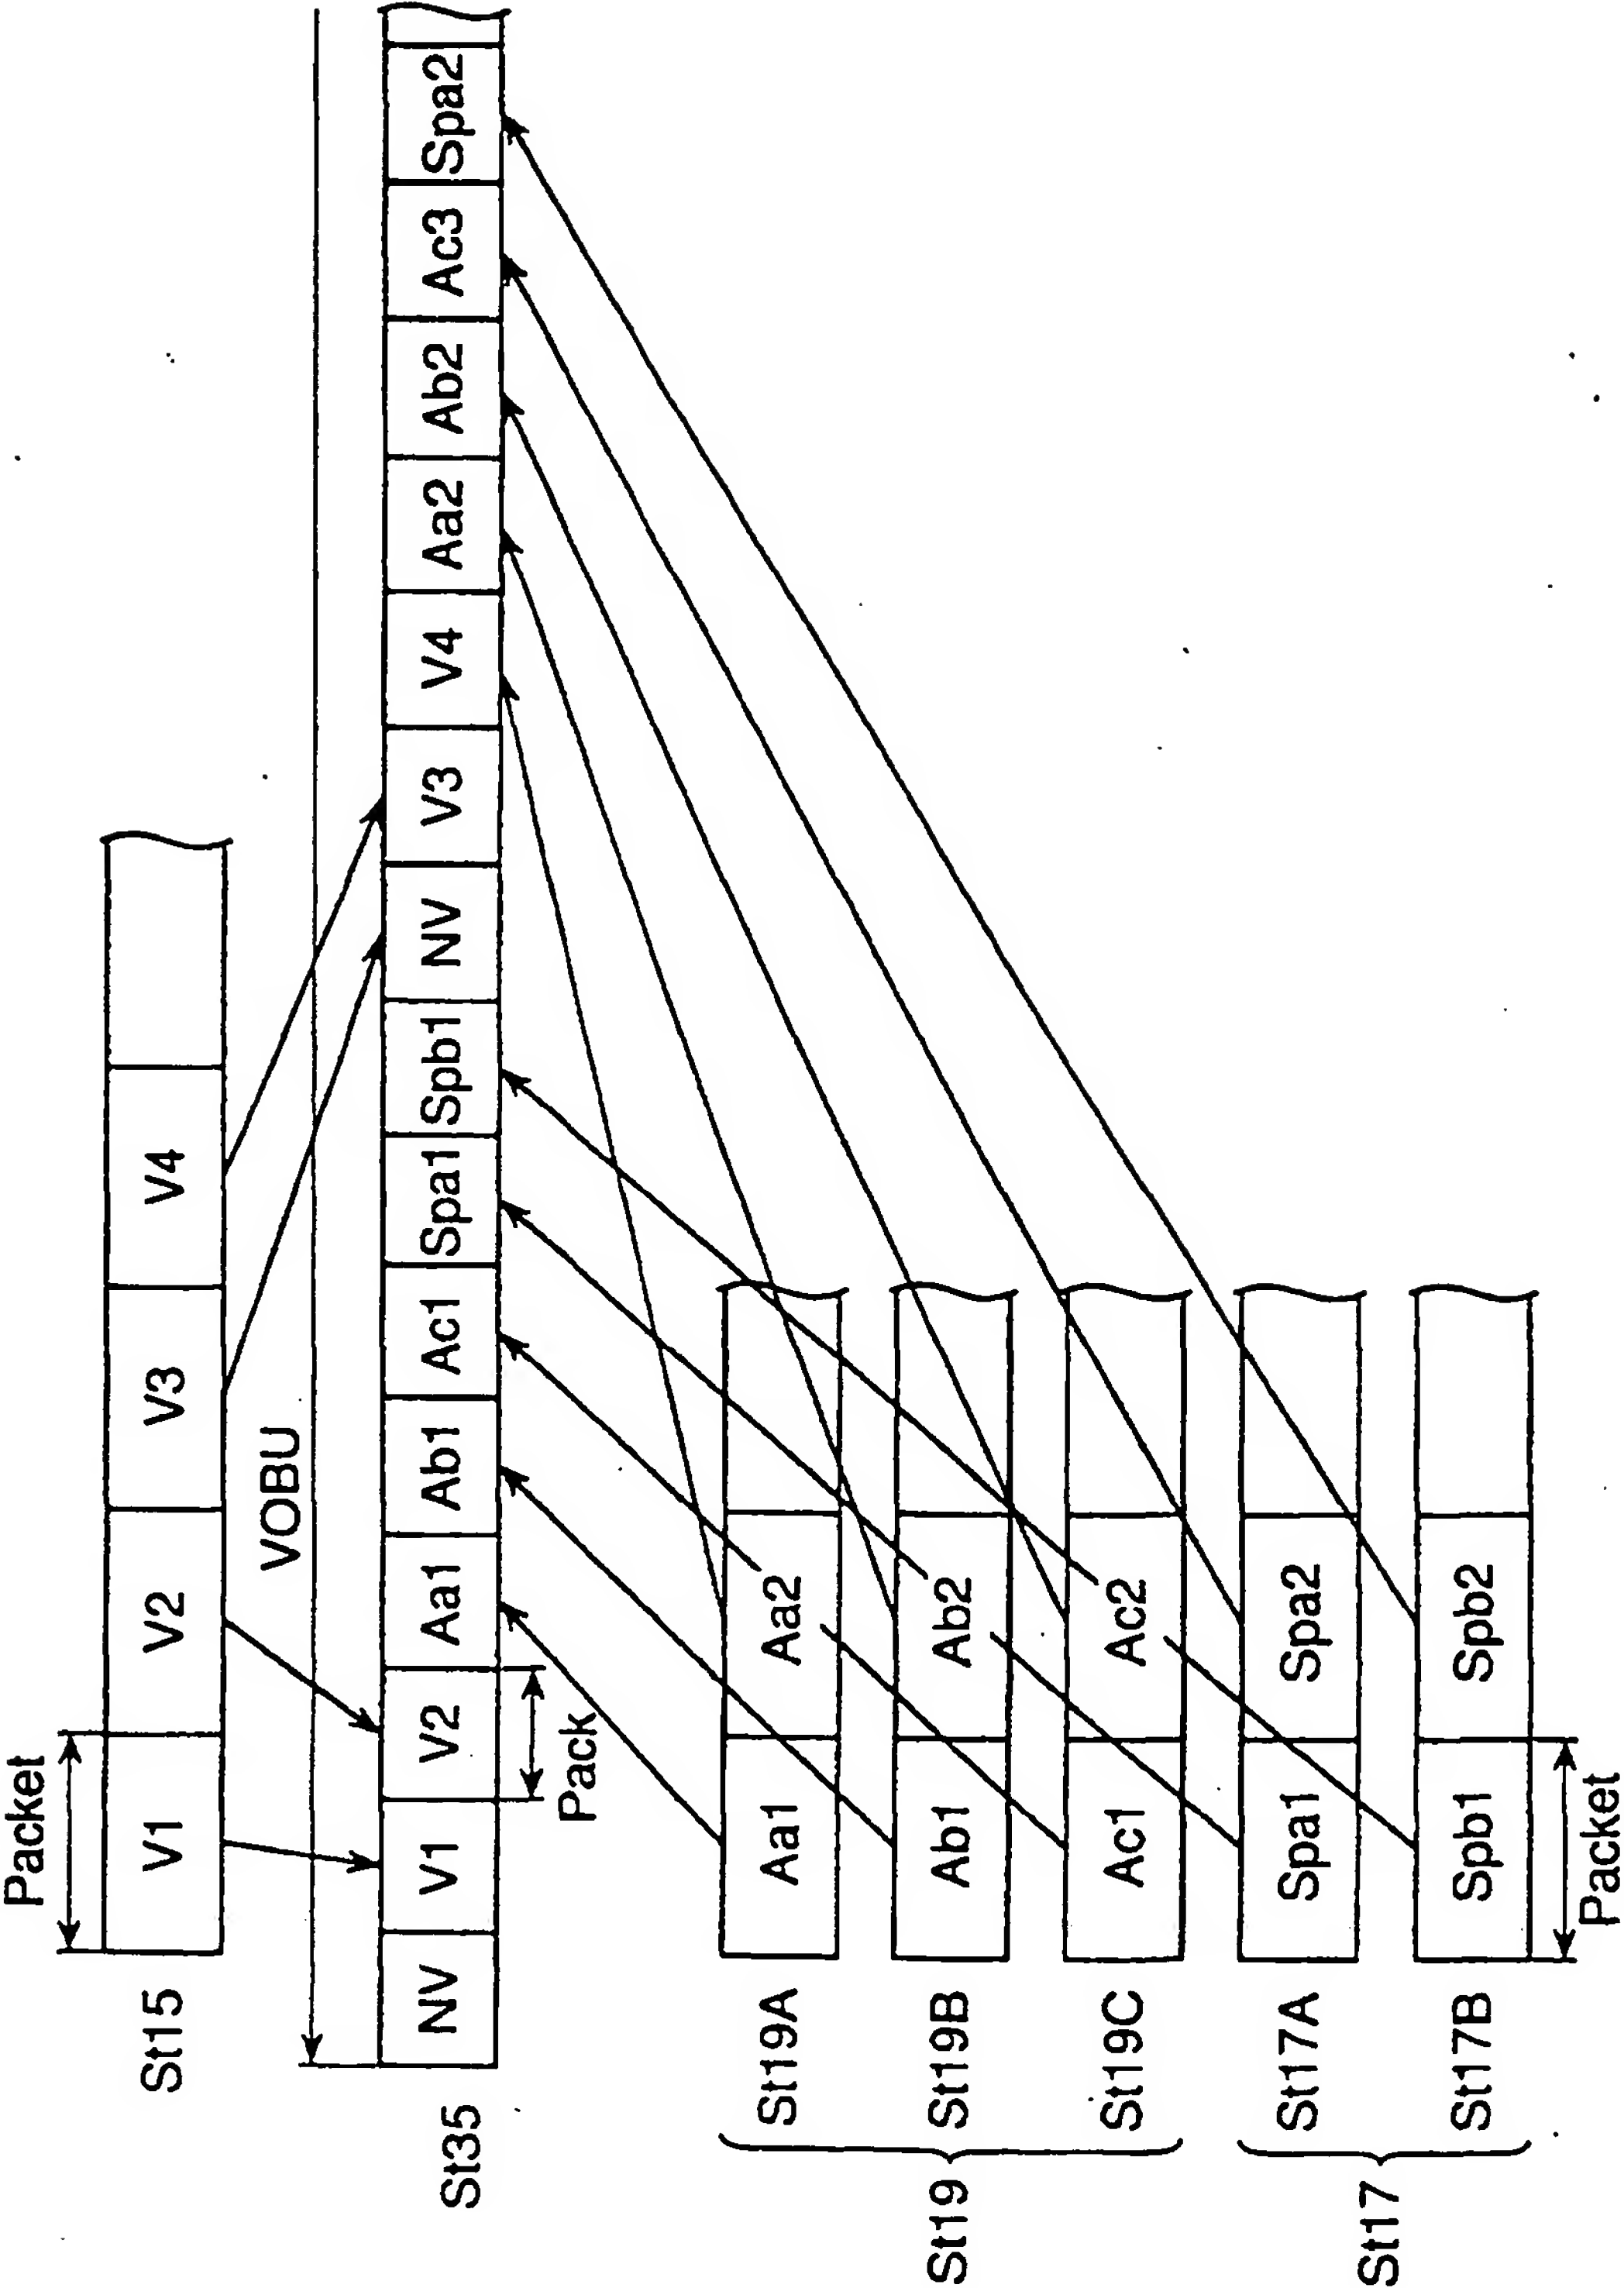 Packet
St15 V1 V2 V3 V4
VOBU
St35 NV V1 V2 Aa1 Ab1 Ac1 Spa1 Spb1 NV V3 V4 Aa2 Ab2 Ac3 Spa2
Pack
St19
St19A Aa1 Aa2
St19B Ab1 Ab2
St19C Ac1 Ac2
St17
St17A Spa1 Spa2
St17B Spb1 Spb2
Packet